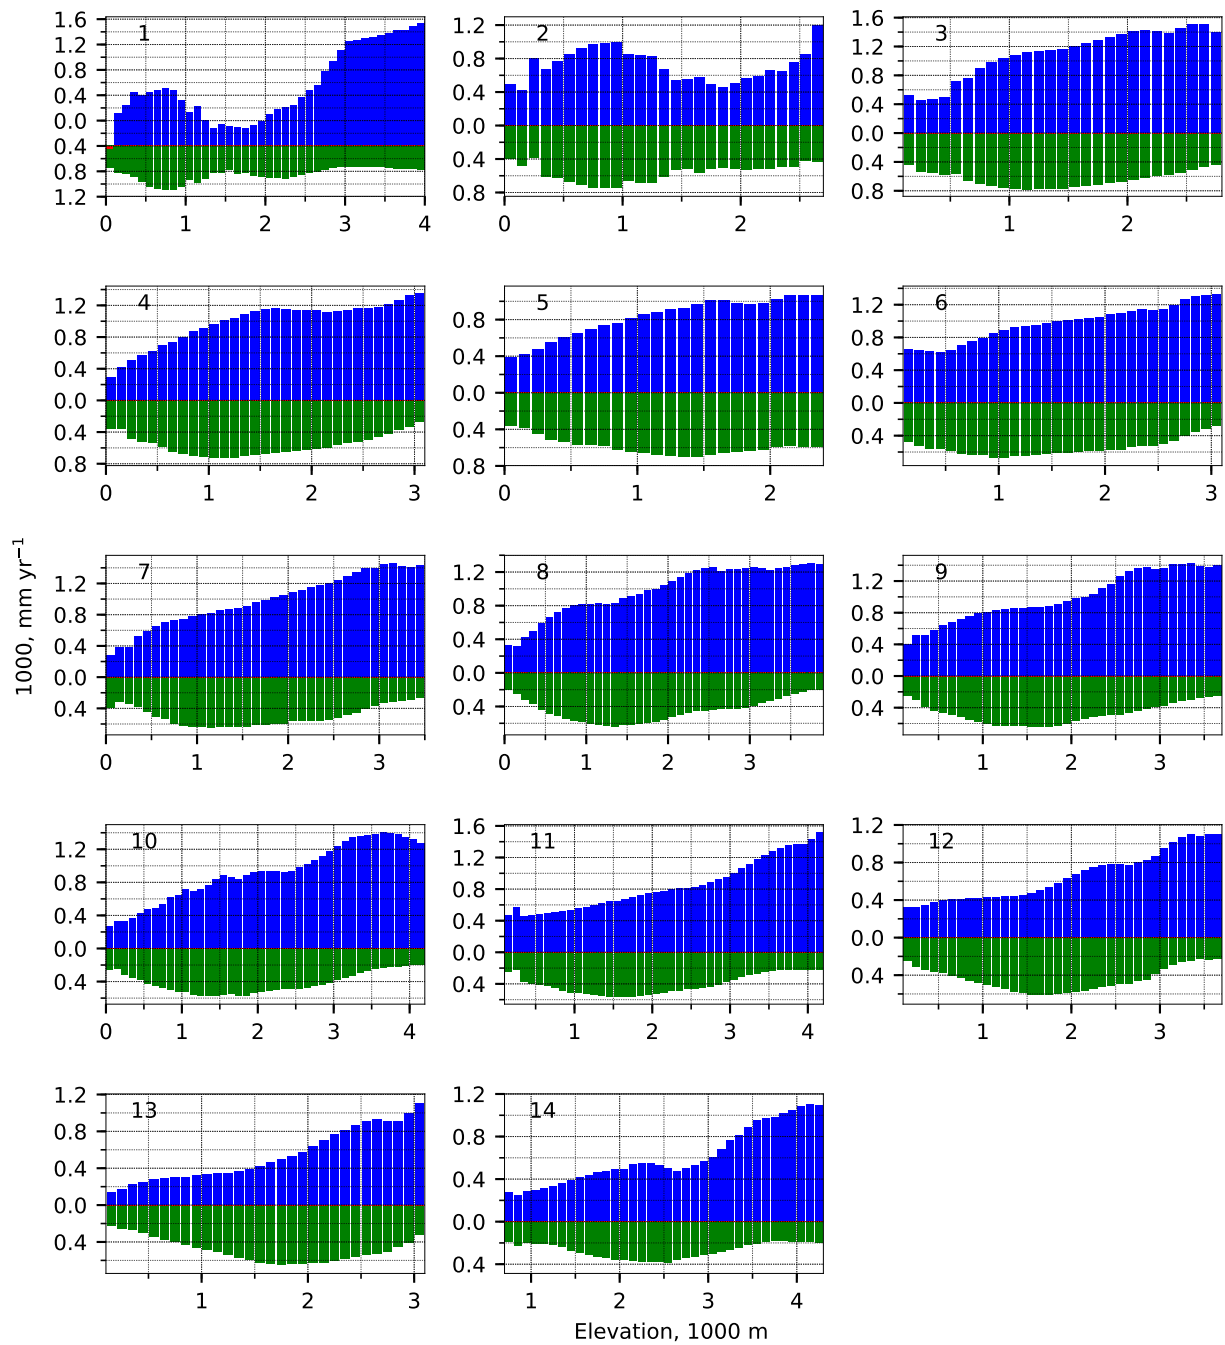 1 2 3
1.6 1.2 0.8 0.4 0.0 0.4 0.8 1.2
1.2 0.8 0.4 0.0 0.4 0.8
1.6 1.2 0.8 0.4 0.0 0.4 0.8
0 1 2 3 4
0 1 2
1 2
4 5 6
1.2 0.8 0.4 0.0 0.4 0.8
0.8 0.4 0.0 0.4 0.8
1.2 0.8 0.4 0.0 0.4
0 1 2 3
0 1 2
1 2 3
1000, mm yr⁻¹
7 8 9
1.2 0.8 0.4 0.0 0.4
1.2 0.8 0.4 0.0 0.4
1.2 0.8 0.4 0.0 0.4
0 1 2 3
0 1 2 3
1 2 3
10 11 12
1.2 0.8 0.4 0.0 0.4
1.6 1.2 0.8 0.4 0.0 0.4
1.2 0.8 0.4 0.0 0.4
0 1 2 3 4
1 2 3 4
1 2 3
13 14
1.2 0.8 0.4 0.0 0.4
1.2 0.8 0.4 0.0 0.4
1 2 3
1 2 3 4
Elevation, 1000 m